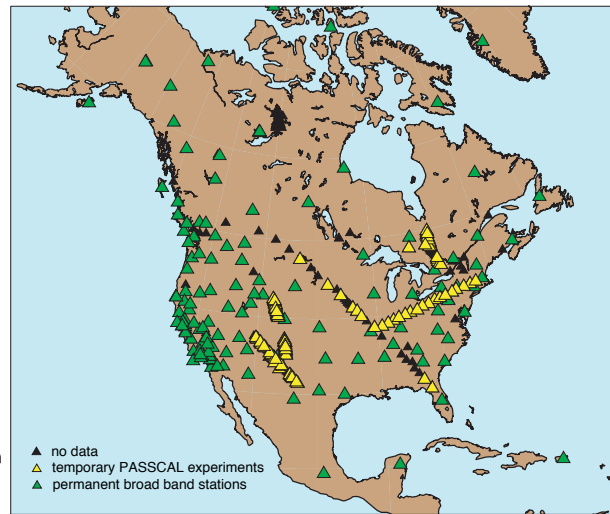 no data
temporary PASSCAL experiments
permanent broad band stations